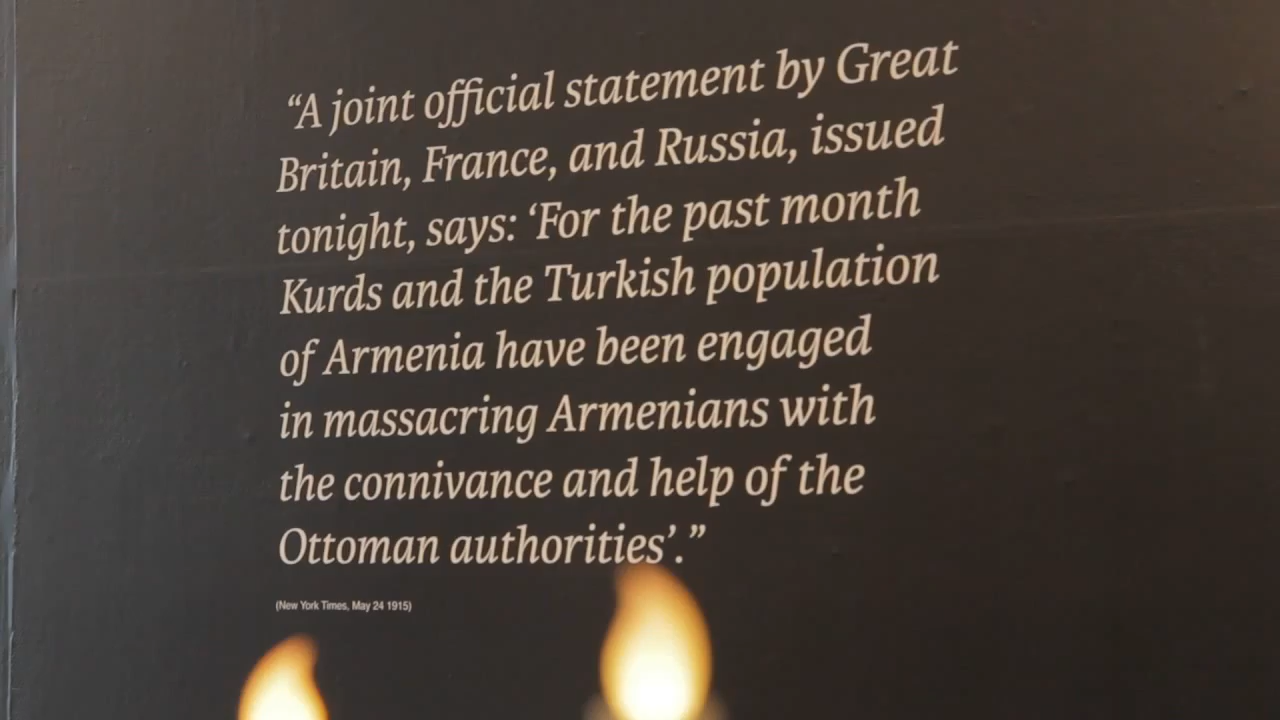 “A joint official statement by Great
Britain, France, and Russia, issued
tonight, says: ‘For the past month
Kurds and the Turkish population
of Armenia have been engaged
in massacring Armenians with
the connivance and help of the
Ottoman authorities’.”
(New York Times, May 24 1915)